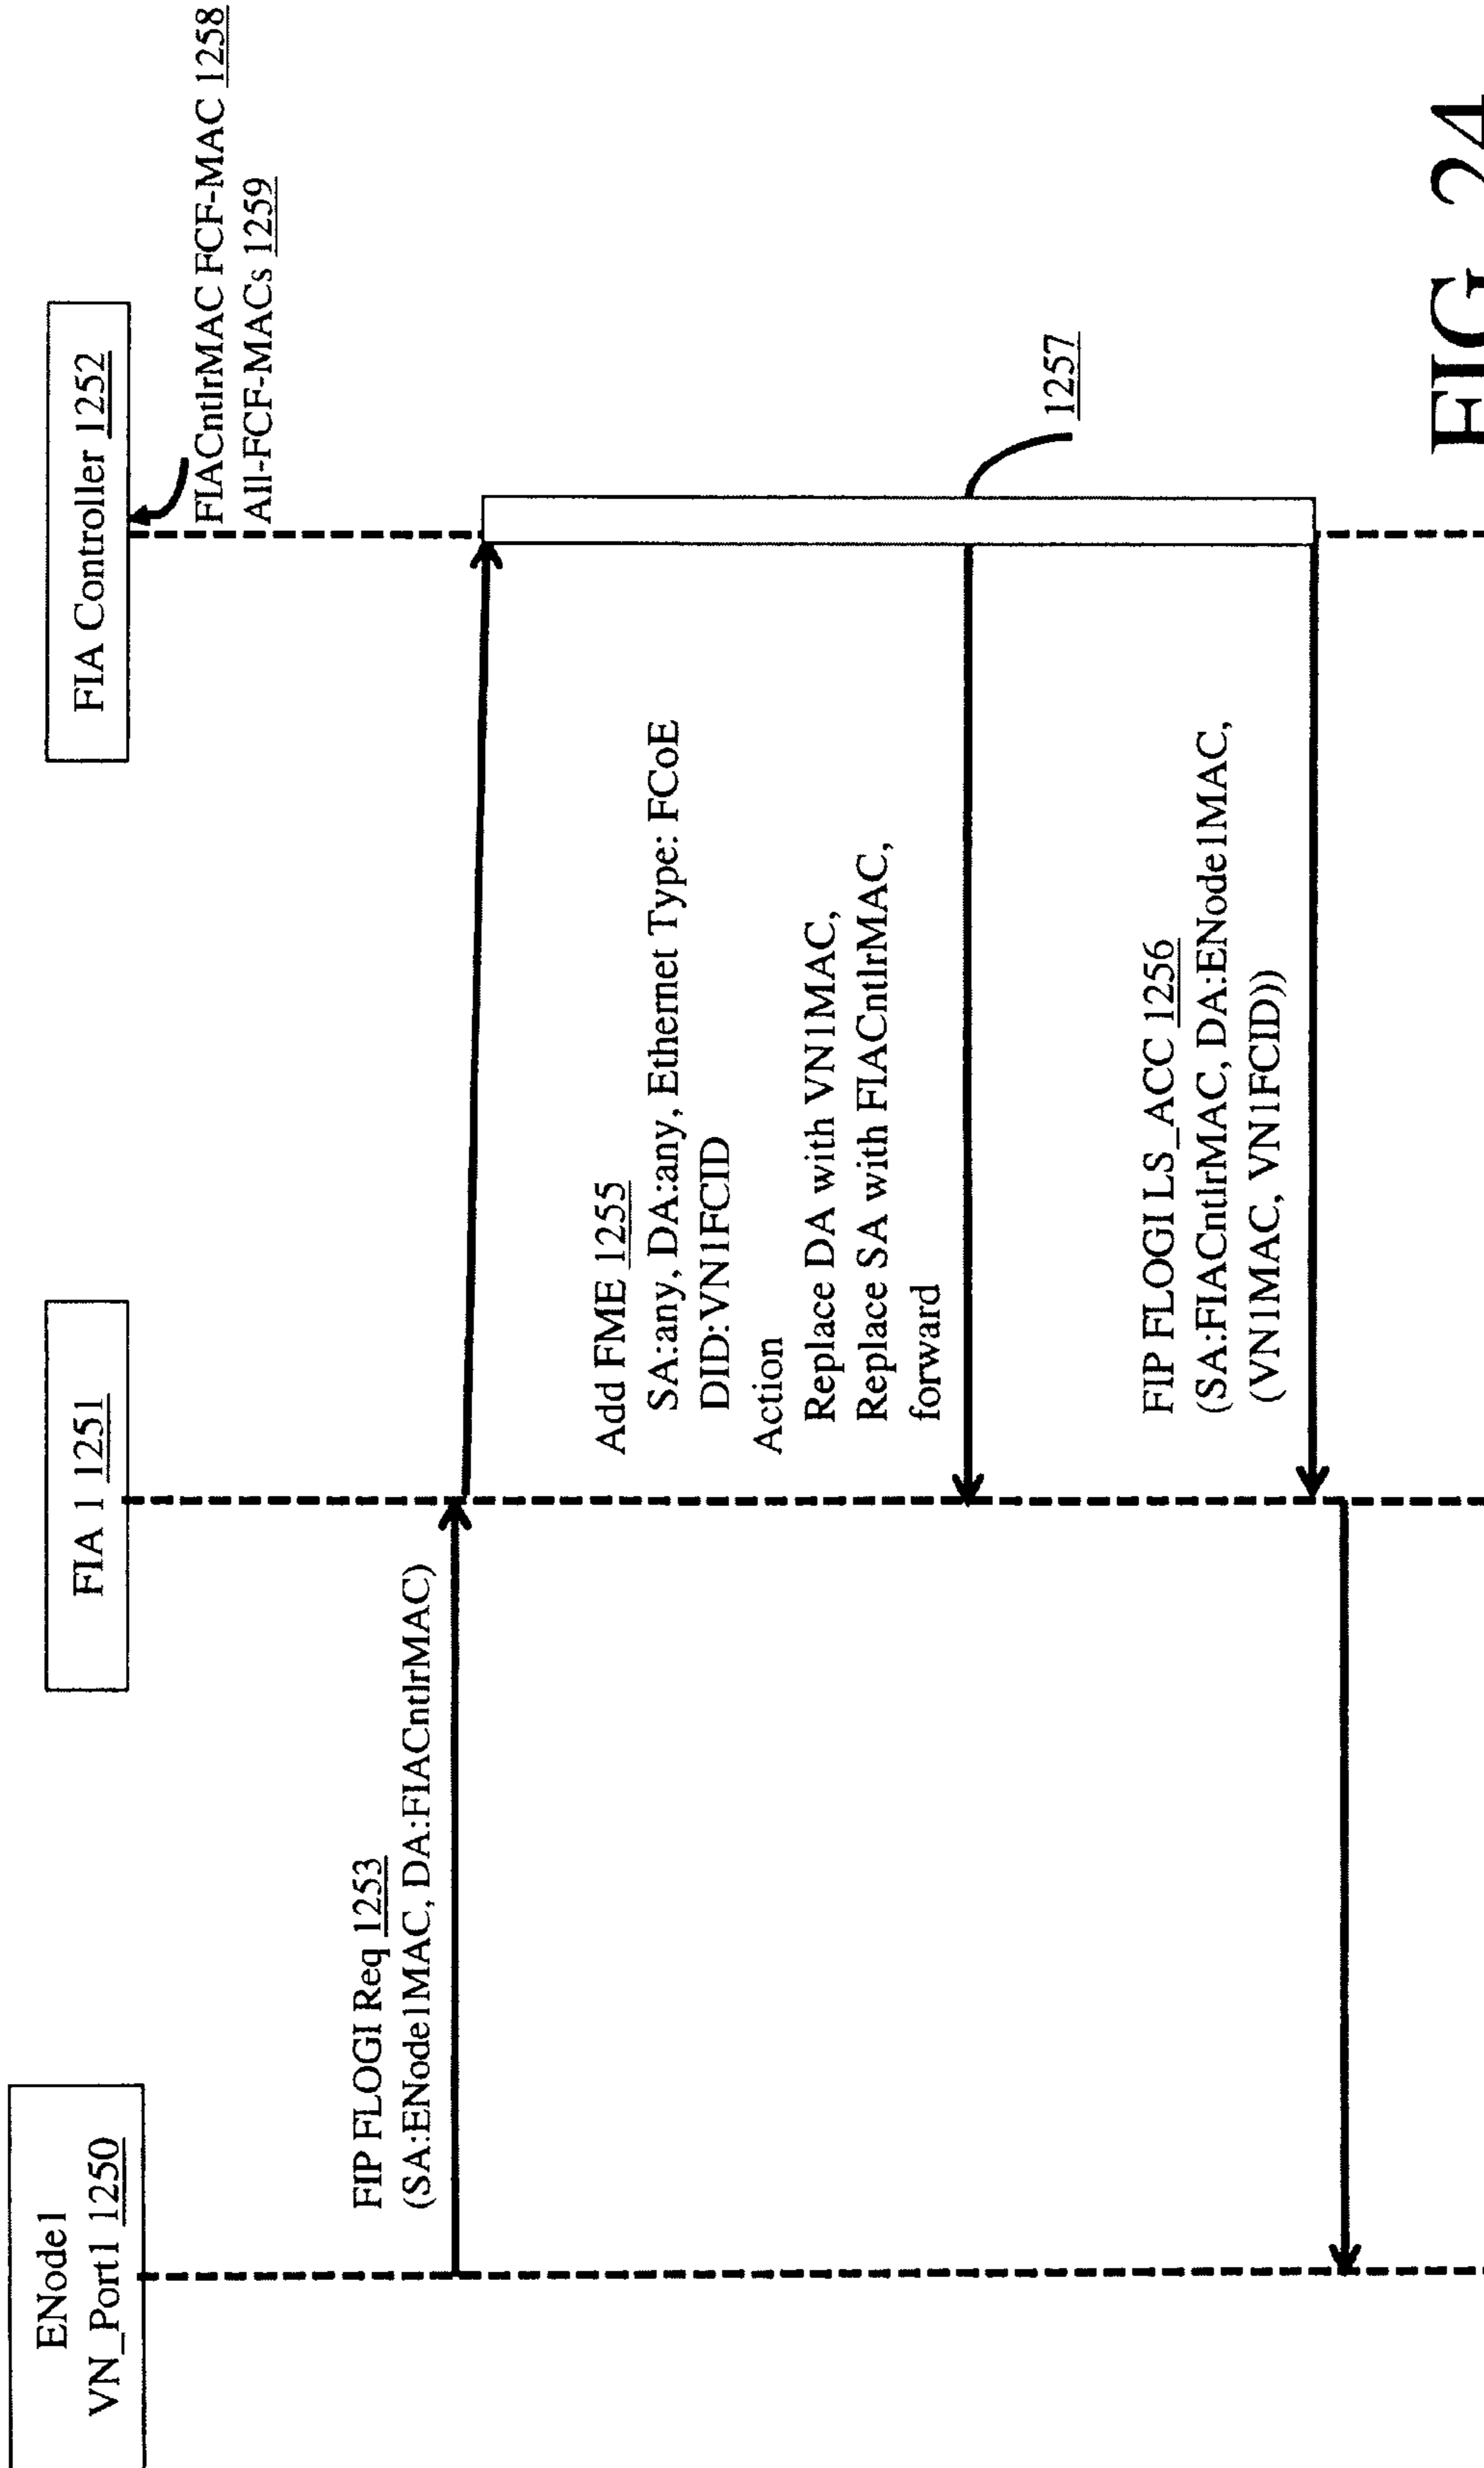 ENode1
VN_Port1 1250
FIA 1 1251
FIA Controller 1252
FIACntlrMAC FCF-MAC 1258
All-FCF-MACs 1259
FIP FLOGI Req 1253
(SA:ENode1MAC, DA:FIACntlrMAC)
Add FME 1255
SA:any, DA:any, Ethernet Type: FCoE
DID:VN1FCID
Action
Replace DA with VN1MAC,
Replace SA with FIACntlrMAC,
forward
1257
FIP FLOGI LS_ACC 1256
(SA:FIACntlrMAC, DA:ENode1MAC,
(VN1MAC, VN1FCID))
FIG 24